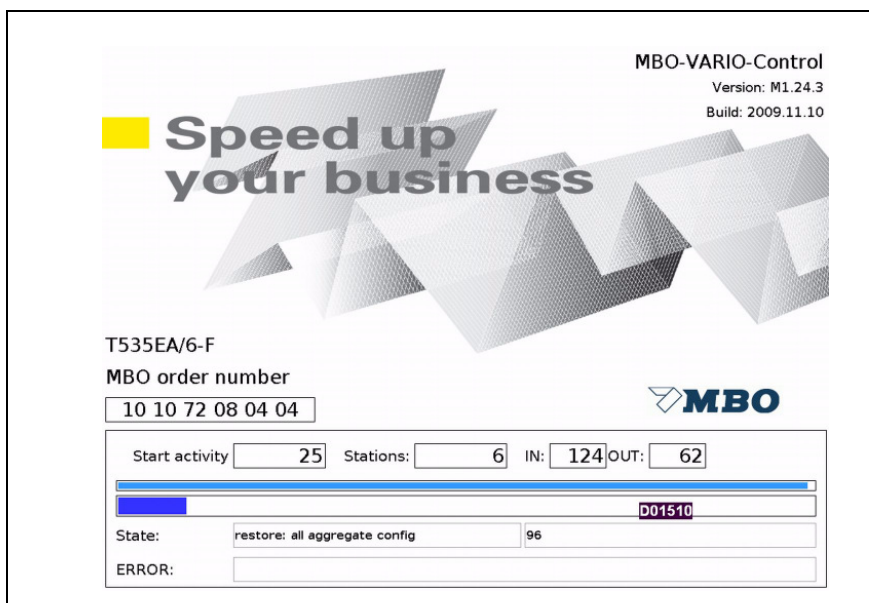 MBO-VARIO-Control
Version: M1.24.3
Build: 2009.11.10
Speed up
your business
T535EA/6-F
MBO order number
10 10 72 08 04 04
MBO
Start activity 25 Stations: 6 IN: 124 OUT: 62
D01510
State: restore: all aggregate config 96
ERROR: